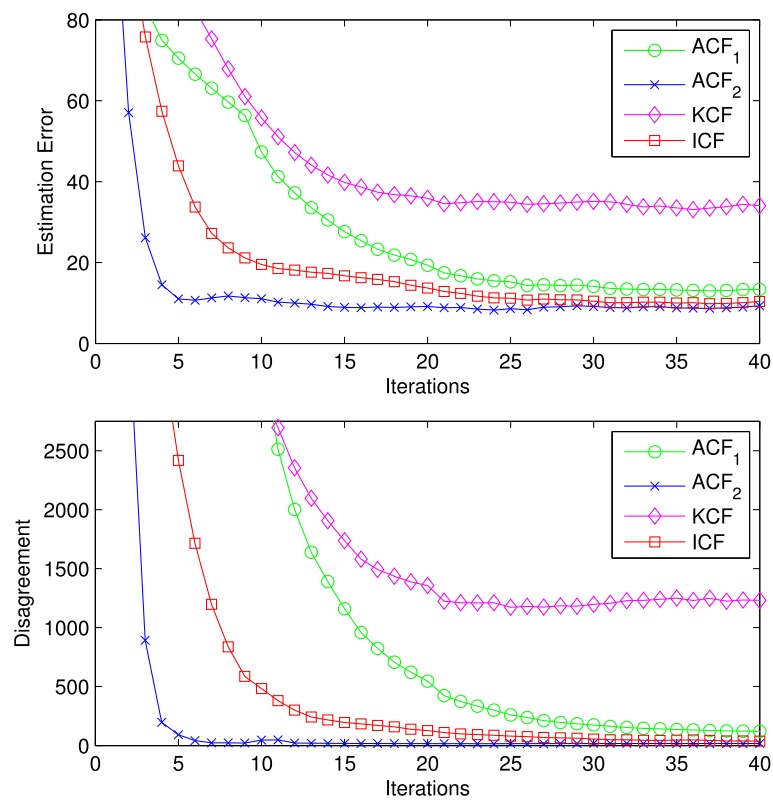 80
60
40
20
0
Estimation Error
0 5 10 15 20 25 30 35 40
Iterations
ACF1
ACF2
KCF
ICF
2500
2000
1500
1000
500
0
Disagreement
0 5 10 15 20 25 30 35 40
Iterations
ACF1
ACF2
KCF
ICF